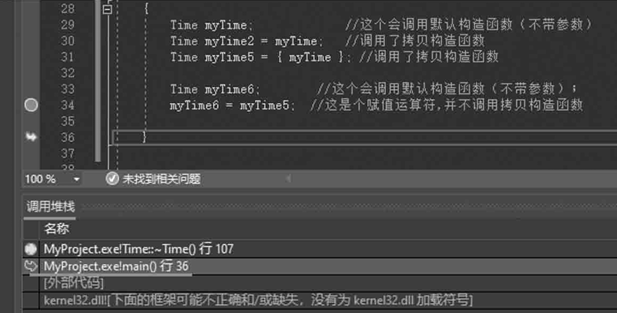 28 {
29 Time myTime; //这个会调用默认构造函数（不带参数）
30 Time myTime2 = myTime; //调用了拷贝构造函数
31 Time myTime5 = { myTime }; //调用了拷贝构造函数
32
33 Time myTime6; //这个会调用默认构造函数（不带参数）；
34 myTime6 = myTime5; //这是个赋值运算符,并不调用拷贝构造函数
35
36 }
37
38
100 % 未找到相关问题
调用堆栈
名称
MyProject.exe!Time::~Time() 行 107
MyProject.exe!main() 行 36
[外部代码]
kernel32.dll![下面的框架可能不正确和/或缺失，没有为 kernel32.dll 加载符号]